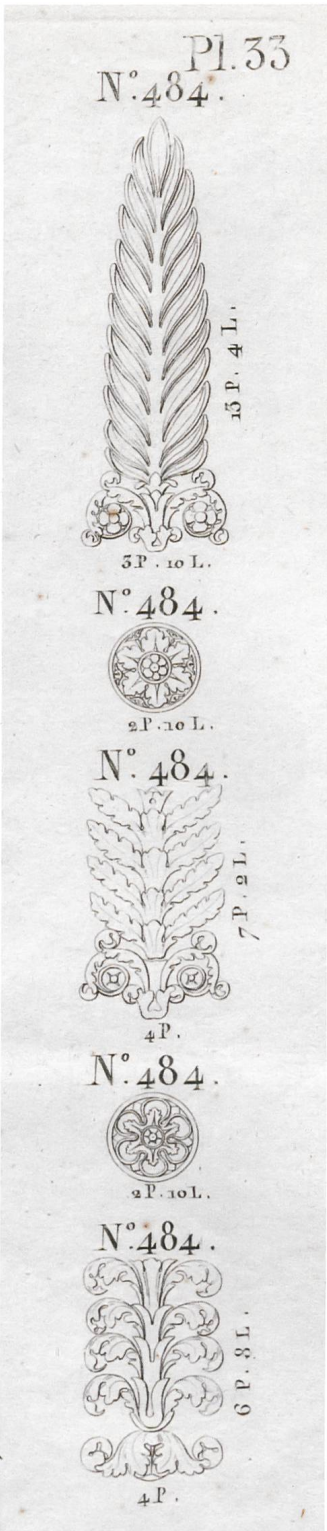 Pl. 33
N.º 484.
13 P. 4 L.
3 P. 10 L.
N.º 484.
2 P. 10 L.
N.º 484.
7 P. 2 L.
4 P.
N.º 484.
2 P. 10 L.
N.º 484.
6 P. 8 L.
4 P.